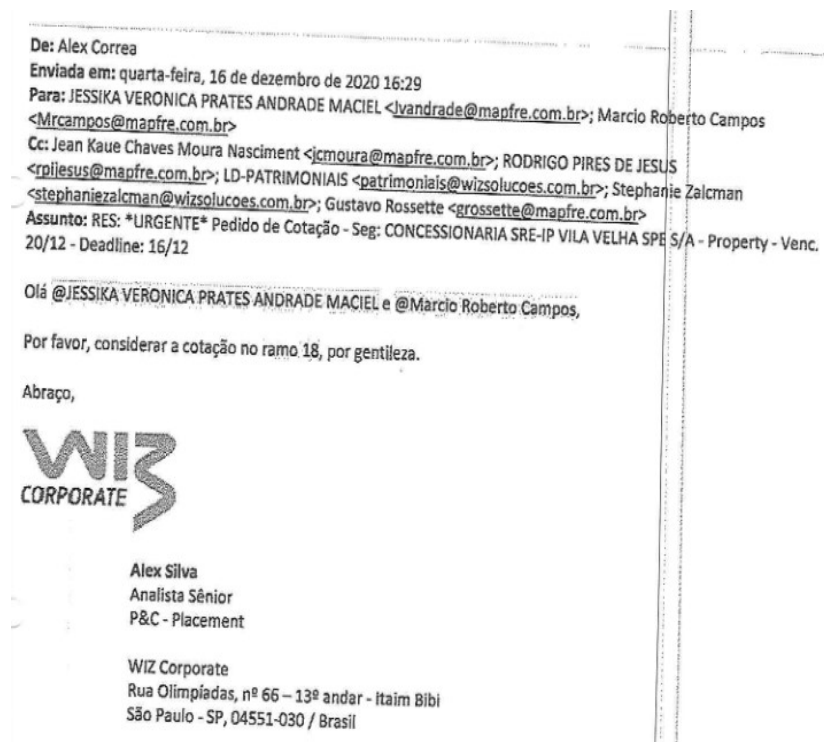 De: Alex Correa
Enviada em: quarta-feira, 16 de dezembro de 2020 16:29
Para: JESSIKA VERONICA PRATES ANDRADE MACIEL <Jvandrade@mapfre.com.br>; Marcio Roberto Campos
<Mrcampos@mapfre.com.br>
Cc: Jean Kaue Chaves Moura Nasciment <jcmoura@mapfre.com.br>; RODRIGO PIRES DE JESUS
<rpijesus@mapfre.com.br>; LD-PATRIMONIAIS <patrimoniais@wizsolucoes.com.br>; Stephanie Zalcman
<stephaniezalcman@wizsolucoes.com.br>; Gustavo Rossette <grossette@mapfre.com.br>
Assunto: RES: *URGENTE* Pedido de Cotação - Seg: CONCESSIONARIA SRE-IP VILA VELHA SPE S/A - Property - Venc.
20/12 - Deadline: 16/12
Olá @JESSIKA VERONICA PRATES ANDRADE MACIEL e @Marcio Roberto Campos,
Por favor, considerar a cotação no ramo 18, por gentileza.
Abraço,
WIZ
CORPORATE
Alex Silva
Analista Sênior
P&C - Placement
WIZ Corporate
Rua Olimpíadas, nº 66 – 13º andar - Itaim Bibi
São Paulo - SP, 04551-030 / Brasil